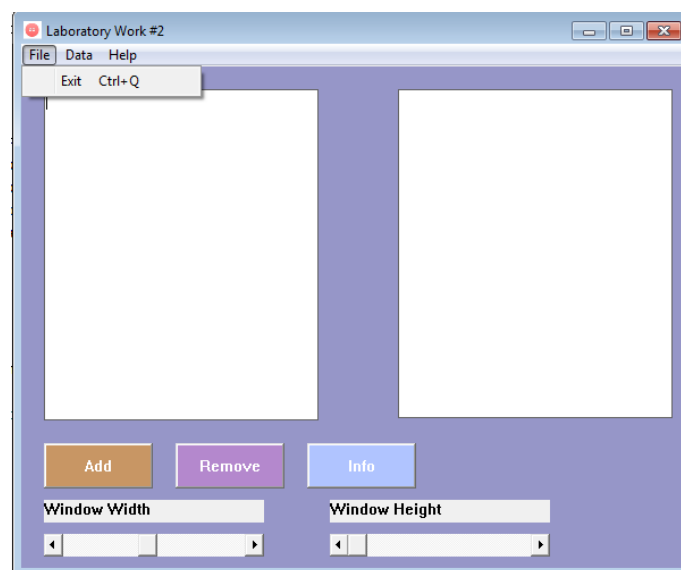 Laboratory Work #2
File Data Help
Exit Ctrl+Q
Add Remove Info
Window Width Window Height